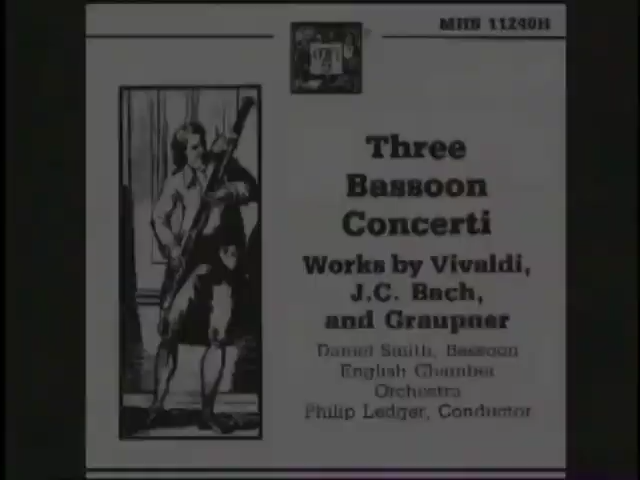 MHS 11240H
Three
Bassoon
Concerti
Works by Vivaldi,
J.C. Bach,
and Graupner
Daniel Smith, Bassoon
English Chamber
Orchestra
Philip Ledger, Conductor